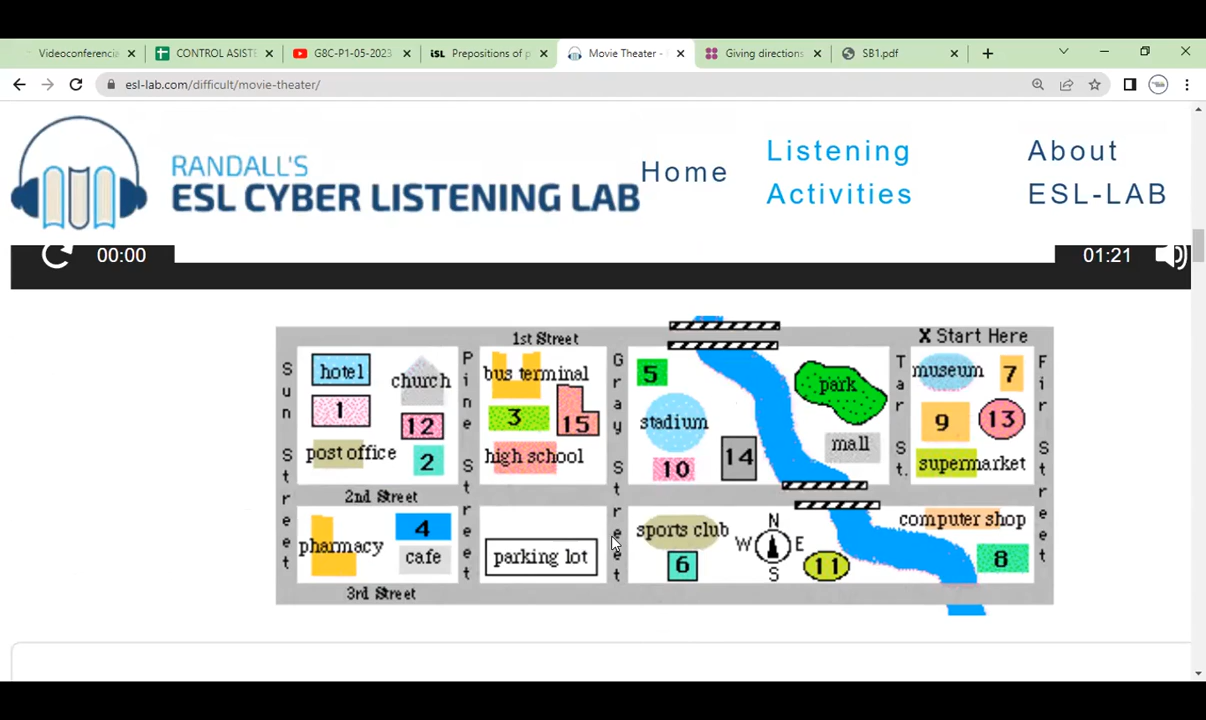 Videoconferencia
CONTROL ASISTE
G8C-P1-05-2023
iSL Prepositions of p
Movie Theater -
Giving directions
SB1.pdf
esl-lab.com/difficult/movie-theater/
RANDALL'S
ESL CYBER LISTENING LAB
Home
Listening
Activities
About
ESL-LAB
00:00
01:21
1st Street
X Start Here
Sun Street
Pine Street
Gray Street
Tar St.
Fir Street
hotel
church
bus terminal
5
park
museum
7
1
12
3
15
stadium
mall
9
13
post office
2
high school
10
14
supermarket
2nd Street
pharmacy
4
cafe
parking lot
sports club
6
N
W E
S
11
computer shop
8
3rd Street